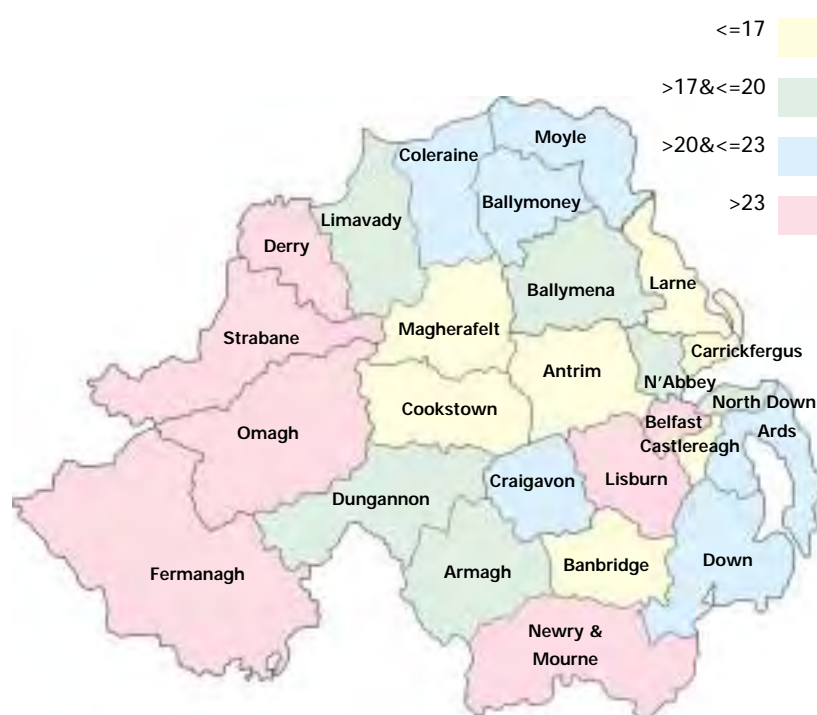 <=17
>17&<=20
>20&<=23
>23
Moyle
Coleraine
Ballymoney
Limavady
Derry
Larne
Ballymena
Strabane
Magherafelt
Carrickfergus
Antrim
N'Abbey
North Down
Cookstown
Belfast
Ards
Omagh
Castlereagh
Craigavon
Lisburn
Dungannon
Down
Banbridge
Armagh
Fermanagh
Newry &
Mourne